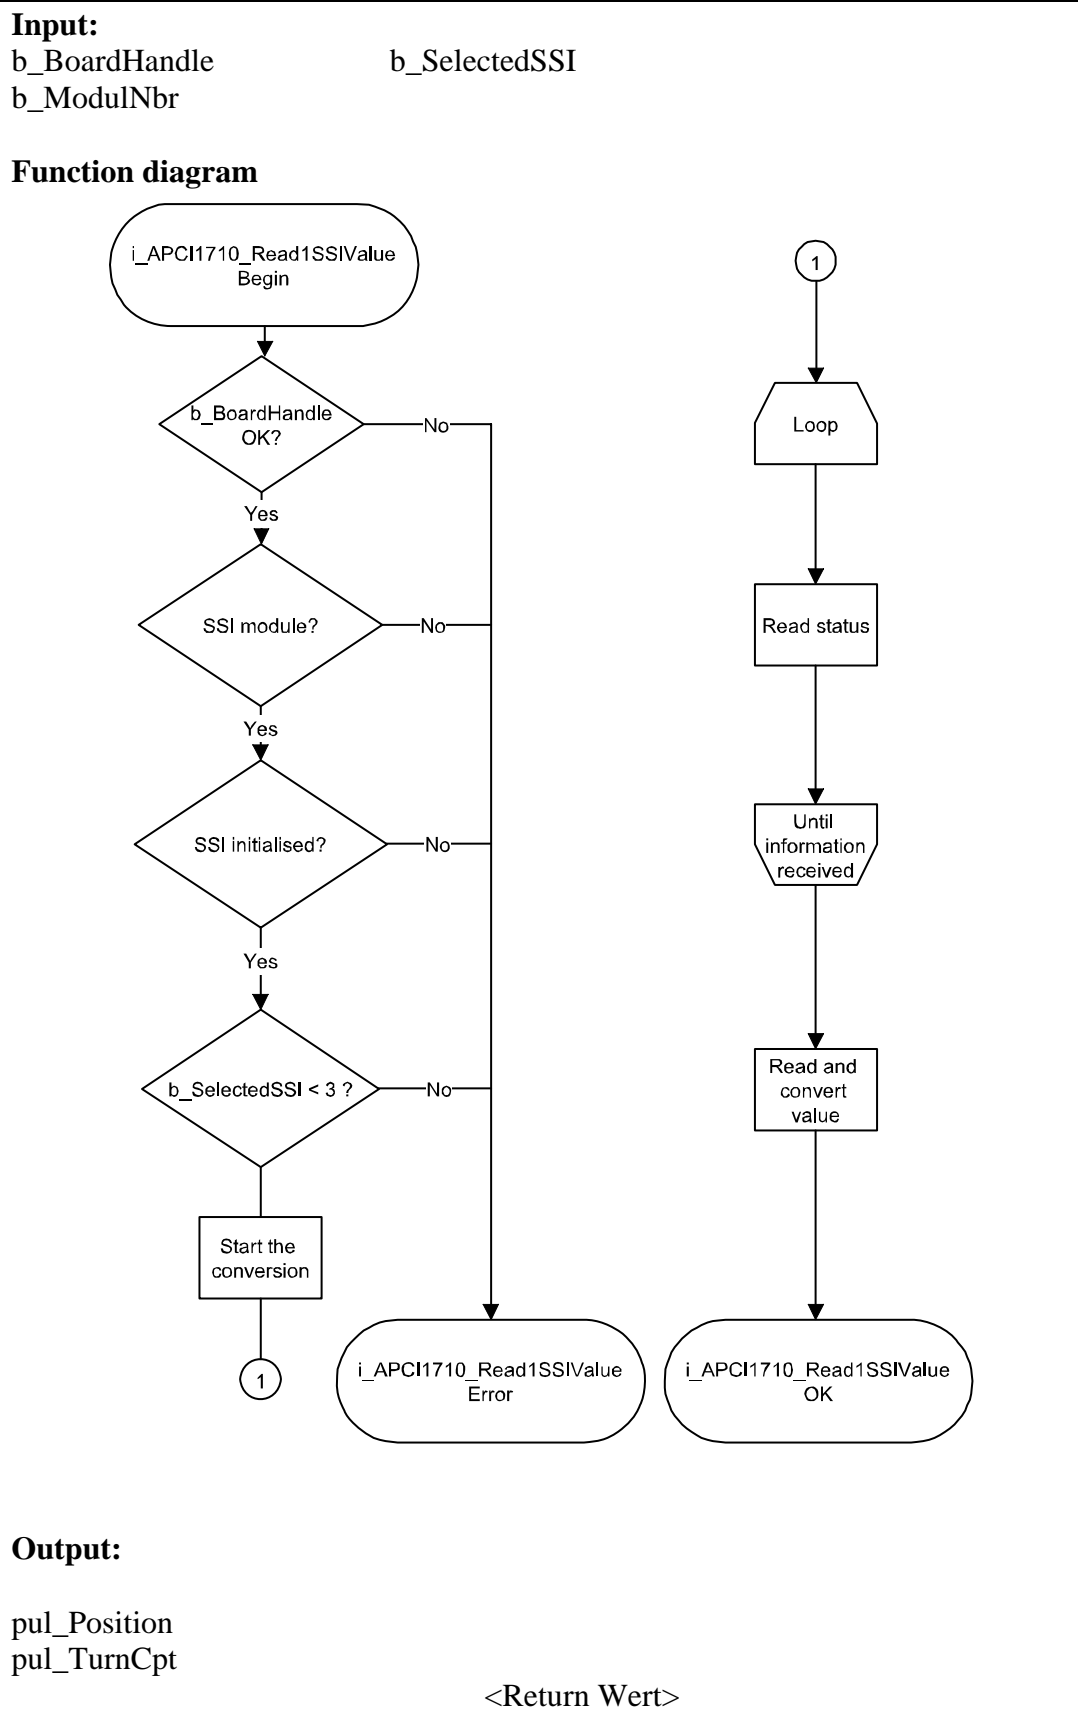 Input:
b_BoardHandle b_SelectedSSI
b_ModulNbr
Function diagram
i_APCI1710_Read1SSIValue
Begin
b_BoardHandle
OK?
No
Yes
SSI module?
No
Yes
SSI initialised?
No
Yes
b_SelectedSSI < 3 ?
No
Start the
conversion
1
i_APCI1710_Read1SSIValue
Error
1
Loop
Read status
Until
information
received
Read and
convert
value
i_APCI1710_Read1SSIValue
OK
Output:
pul_Position
pul_TurnCpt
<Return Wert>